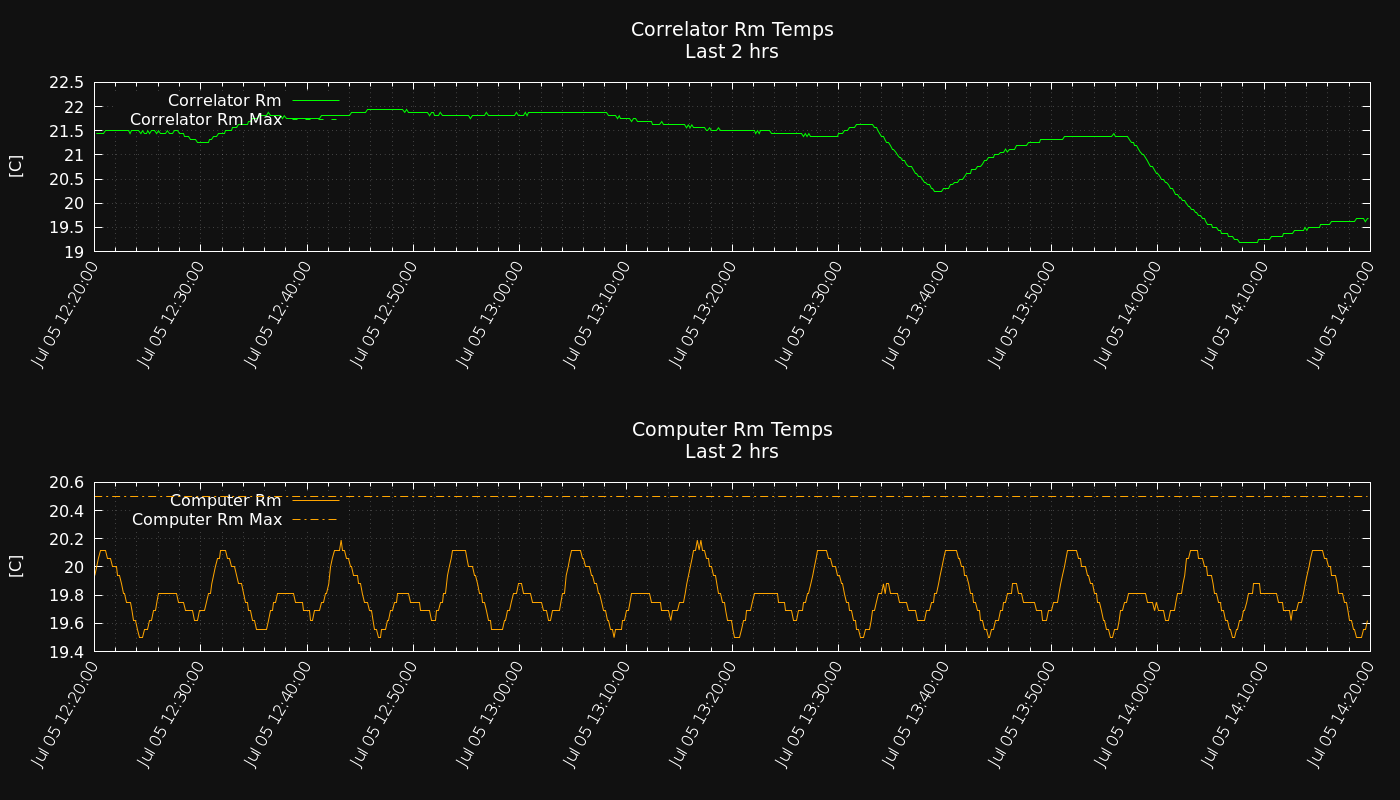 Correlator Rm Temps
Last 2 hrs
22.5
22
21.5
21
20.5
20
19.5
19
[C]
Correlator Rm
Correlator Rm Max
Jul 05 12:20:00
Jul 05 12:30:00
Jul 05 12:40:00
Jul 05 12:50:00
Jul 05 13:00:00
Jul 05 13:10:00
Jul 05 13:20:00
Jul 05 13:30:00
Jul 05 13:40:00
Jul 05 13:50:00
Jul 05 14:00:00
Jul 05 14:10:00
Jul 05 14:20:00
Computer Rm Temps
Last 2 hrs
20.6
20.4
20.2
20
19.8
19.6
19.4
[C]
Computer Rm
Computer Rm Max
Jul 05 12:20:00
Jul 05 12:30:00
Jul 05 12:40:00
Jul 05 12:50:00
Jul 05 13:00:00
Jul 05 13:10:00
Jul 05 13:20:00
Jul 05 13:30:00
Jul 05 13:40:00
Jul 05 13:50:00
Jul 05 14:00:00
Jul 05 14:10:00
Jul 05 14:20:00